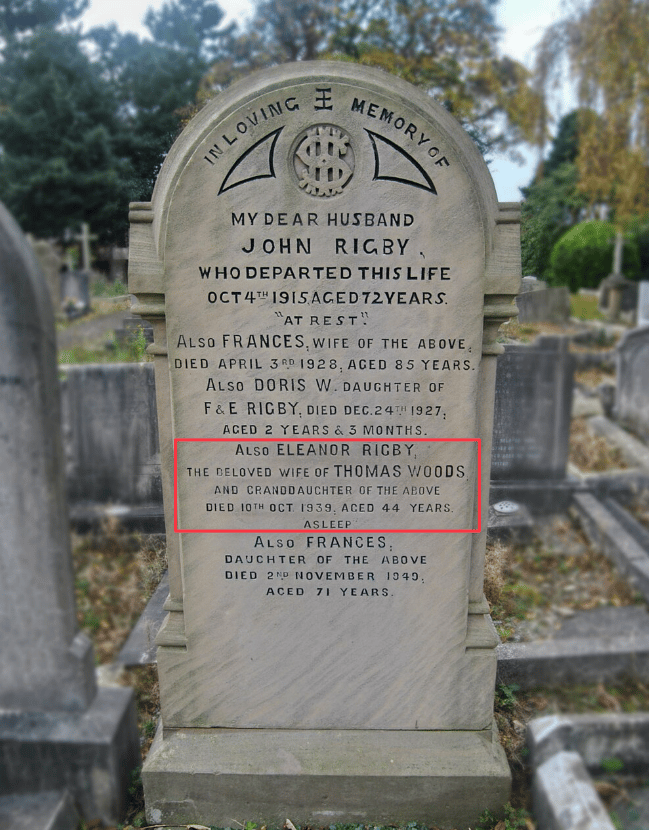 IN LOVING MEMORY OF
IHS
MY DEAR HUSBAND
JOHN RIGBY,
WHO DEPARTED THIS LIFE
OCT 4TH 1915, AGED 72 YEARS.
"AT REST".
ALSO FRANCES, WIFE OF THE ABOVE,
DIED APRIL 3RD 1928, AGED 85 YEARS.
ALSO DORIS W. DAUGHTER OF
F & E RIGBY, DIED DEC. 24TH 1927,
AGED 2 YEARS & 3 MONTHS.
ALSO ELEANOR RIGBY,
THE BELOVED WIFE OF THOMAS WOODS,
AND GRANDDAUGHTER OF THE ABOVE
DIED 10TH OCT. 1939, AGED 44 YEARS.
ASLEEP
ALSO FRANCES,
DAUGHTER OF THE ABOVE
DIED 2ND NOVEMBER 1949,
AGED 71 YEARS.